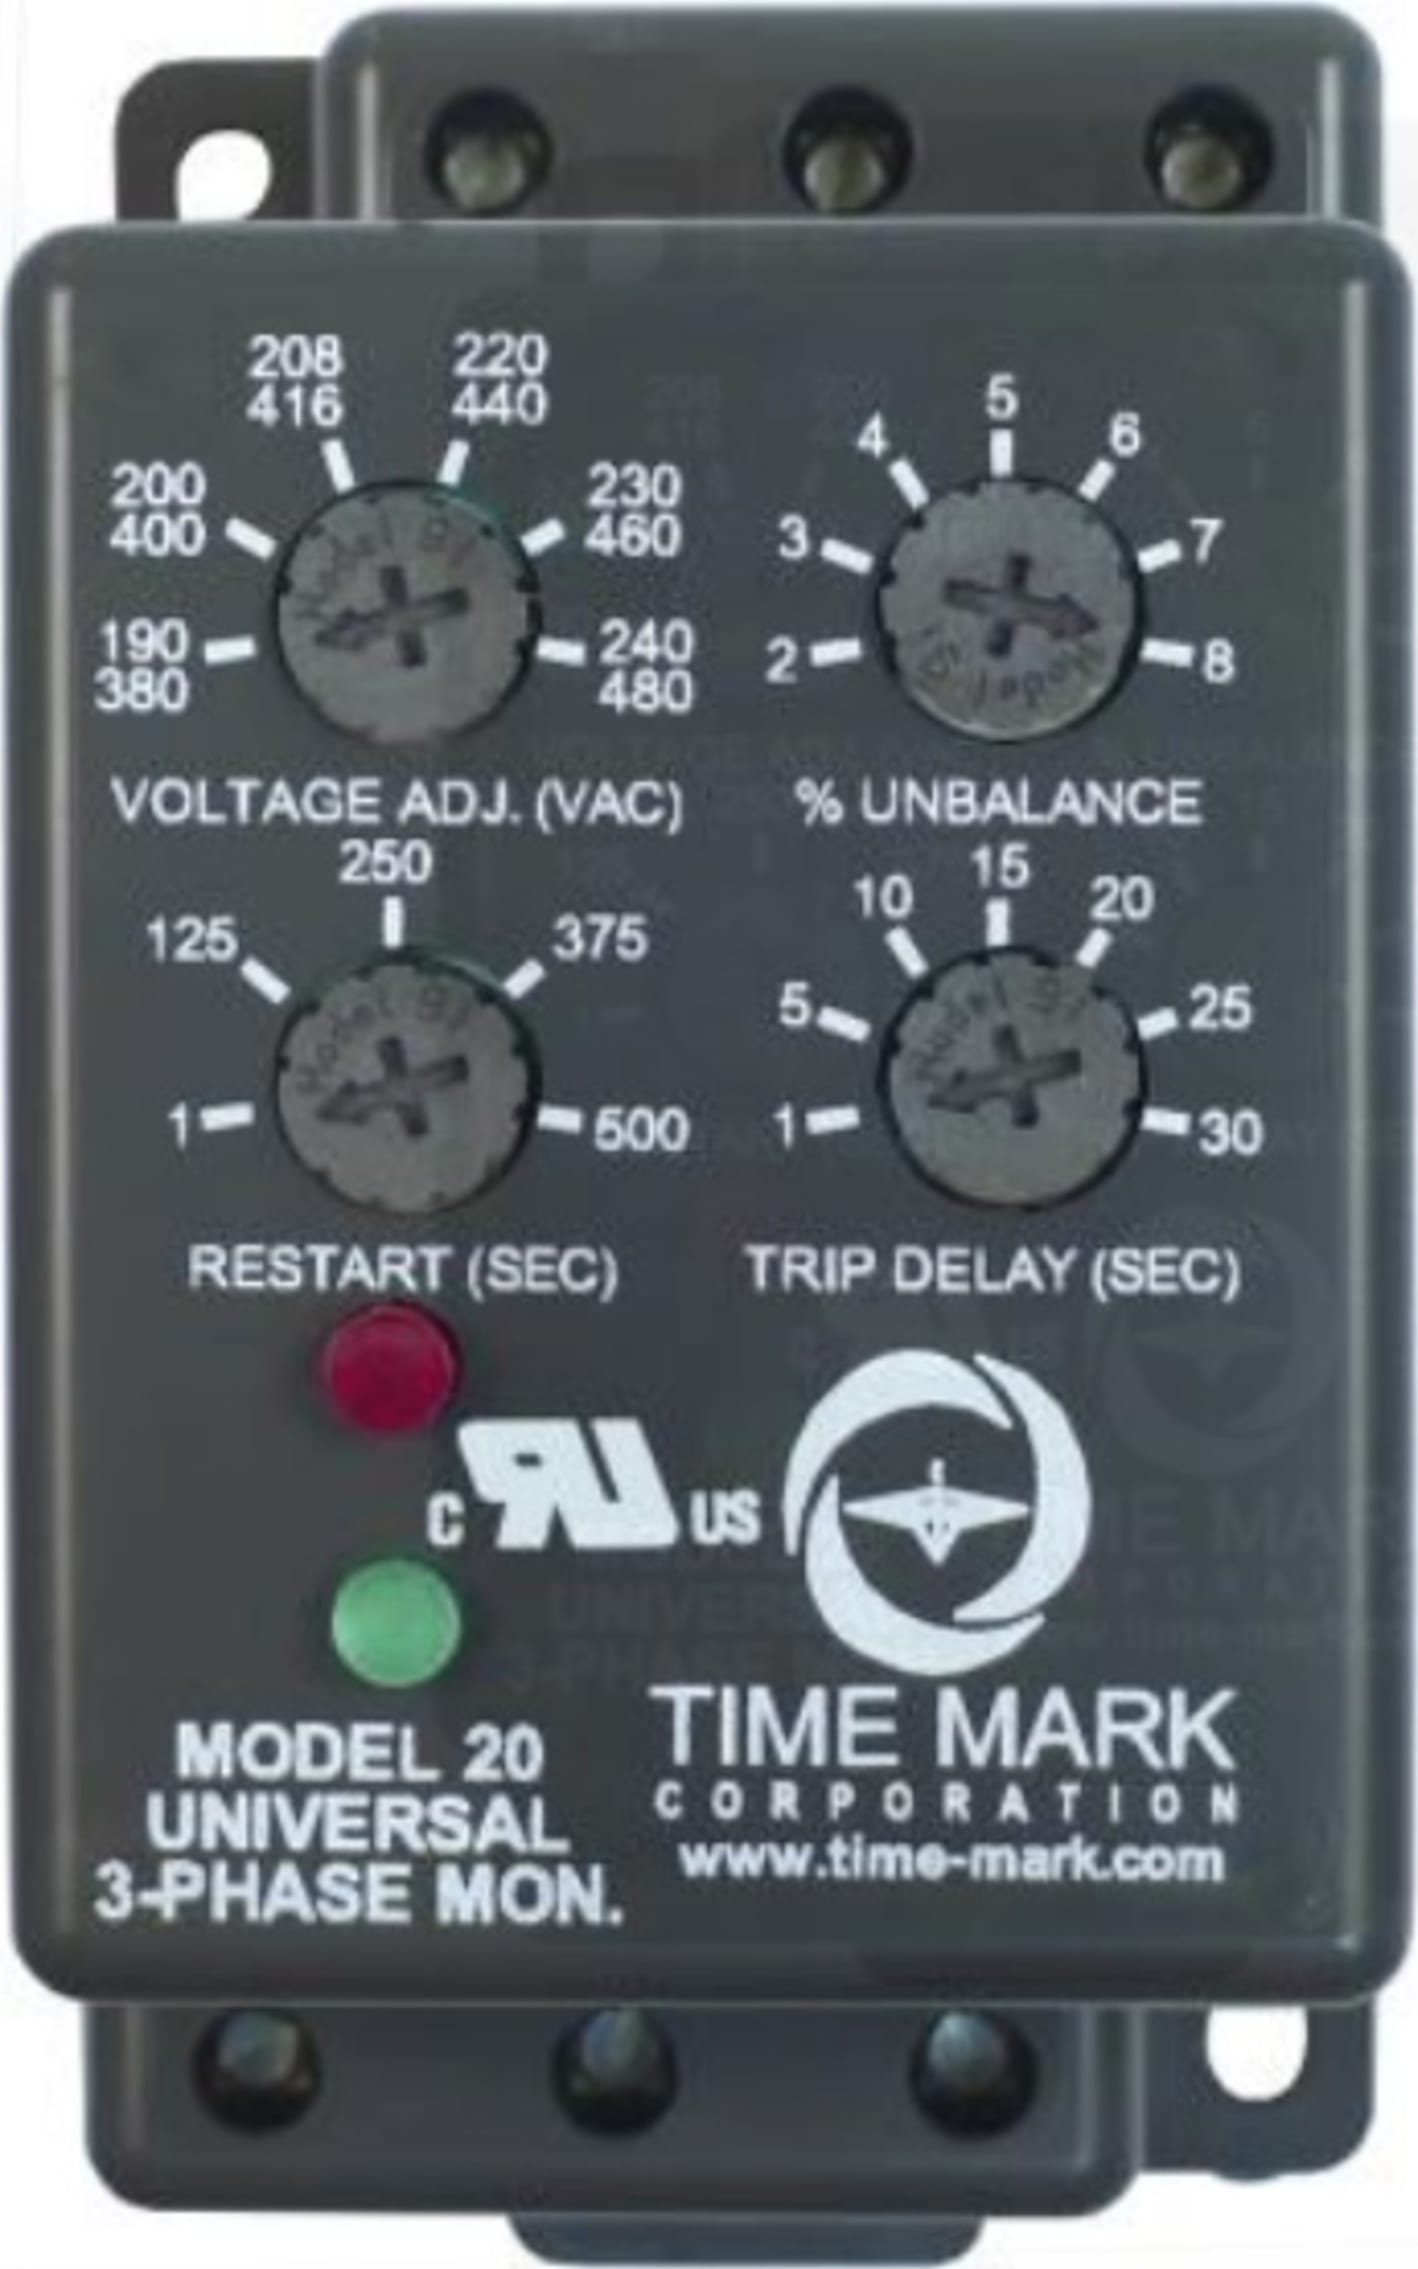 208 220
416 440
200 230
400 460
190 240
380 480
VOLTAGE ADJ. (VAC)
5
4 6
3 7
2 8
% UNBALANCE
250
125 375
1 500
RESTART (SEC)
15
10 20
5 25
1 30
TRIP DELAY (SEC)
c RU US
MODEL 20
UNIVERSAL
3-PHASE MON.
TIME MARK
CORPORATION
www.time-mark.com